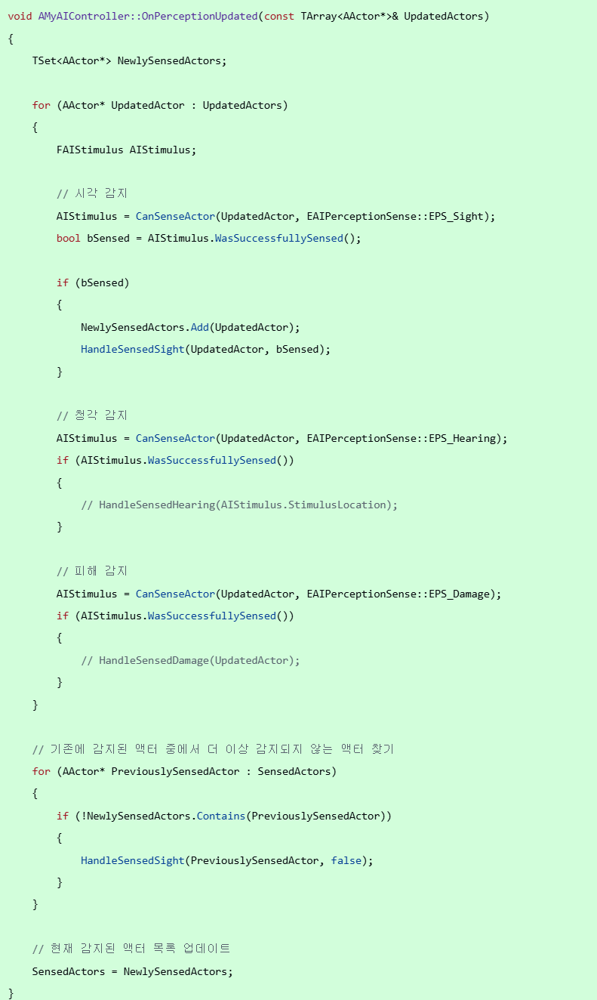 void AMyAIController::OnPerceptionUpdated(const TArray<AActor*>& UpdatedActors)
{
    TSet<AActor*> NewlySensedActors;

    for (AActor* UpdatedActor : UpdatedActors)
    {
        FAIStimulus AIStimulus;

        // 시각 감지
        AIStimulus = CanSenseActor(UpdatedActor, EAIPerceptionSense::EPS_Sight);
        bool bSensed = AIStimulus.WasSuccessfullySensed();

        if (bSensed)
        {
            NewlySensedActors.Add(UpdatedActor);
            HandleSensedSight(UpdatedActor, bSensed);
        }

        // 청각 감지
        AIStimulus = CanSenseActor(UpdatedActor, EAIPerceptionSense::EPS_Hearing);
        if (AIStimulus.WasSuccessfullySensed())
        {
            // HandleSensedHearing(AIStimulus.StimulusLocation);
        }

        // 피해 감지
        AIStimulus = CanSenseActor(UpdatedActor, EAIPerceptionSense::EPS_Damage);
        if (AIStimulus.WasSuccessfullySensed())
        {
            // HandleSensedDamage(UpdatedActor);
        }
    }

    // 기존에 감지된 액터 중에서 더 이상 감지되지 않는 액터 찾기
    for (AActor* PreviouslySensedActor : SensedActors)
    {
        if (!NewlySensedActors.Contains(PreviouslySensedActor))
        {
            HandleSensedSight(PreviouslySensedActor, false);
        }
    }

    // 현재 감지된 액터 목록 업데이트
    SensedActors = NewlySensedActors;
}